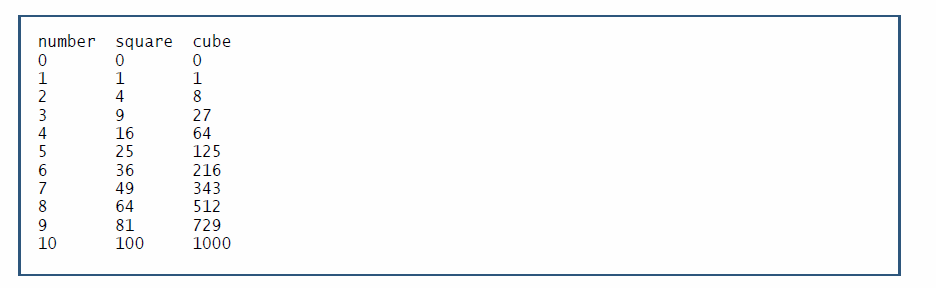 number  square  cube
0       0       0
1       1       1
2       4       8
3       9       27
4       16      64
5       25      125
6       36      216
7       49      343
8       64      512
9       81      729
10      100     1000